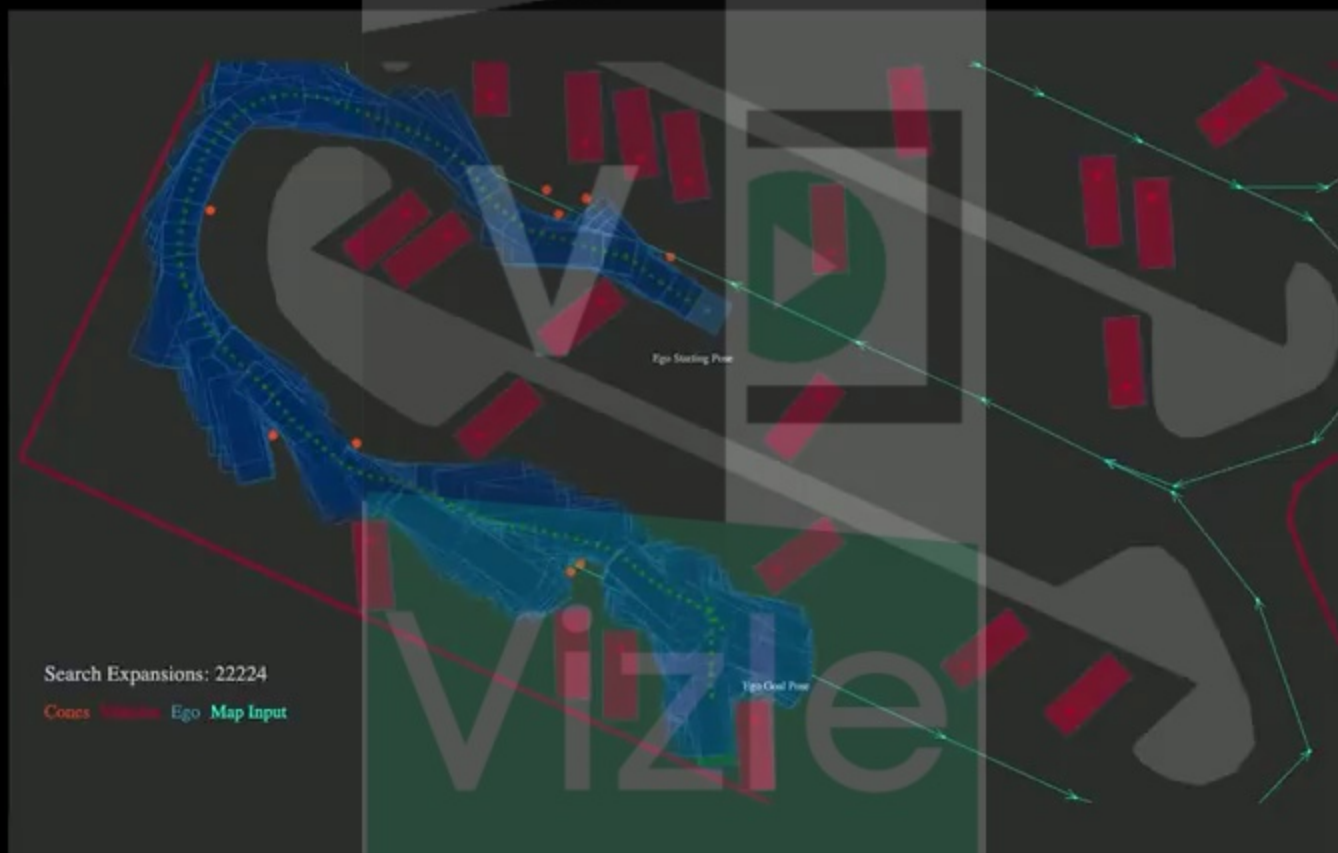 V
Ego Starting Pose
Vizle
Search Expansions: 22224
Ego Goal Pose
Cones Vehicles Ego Map Input